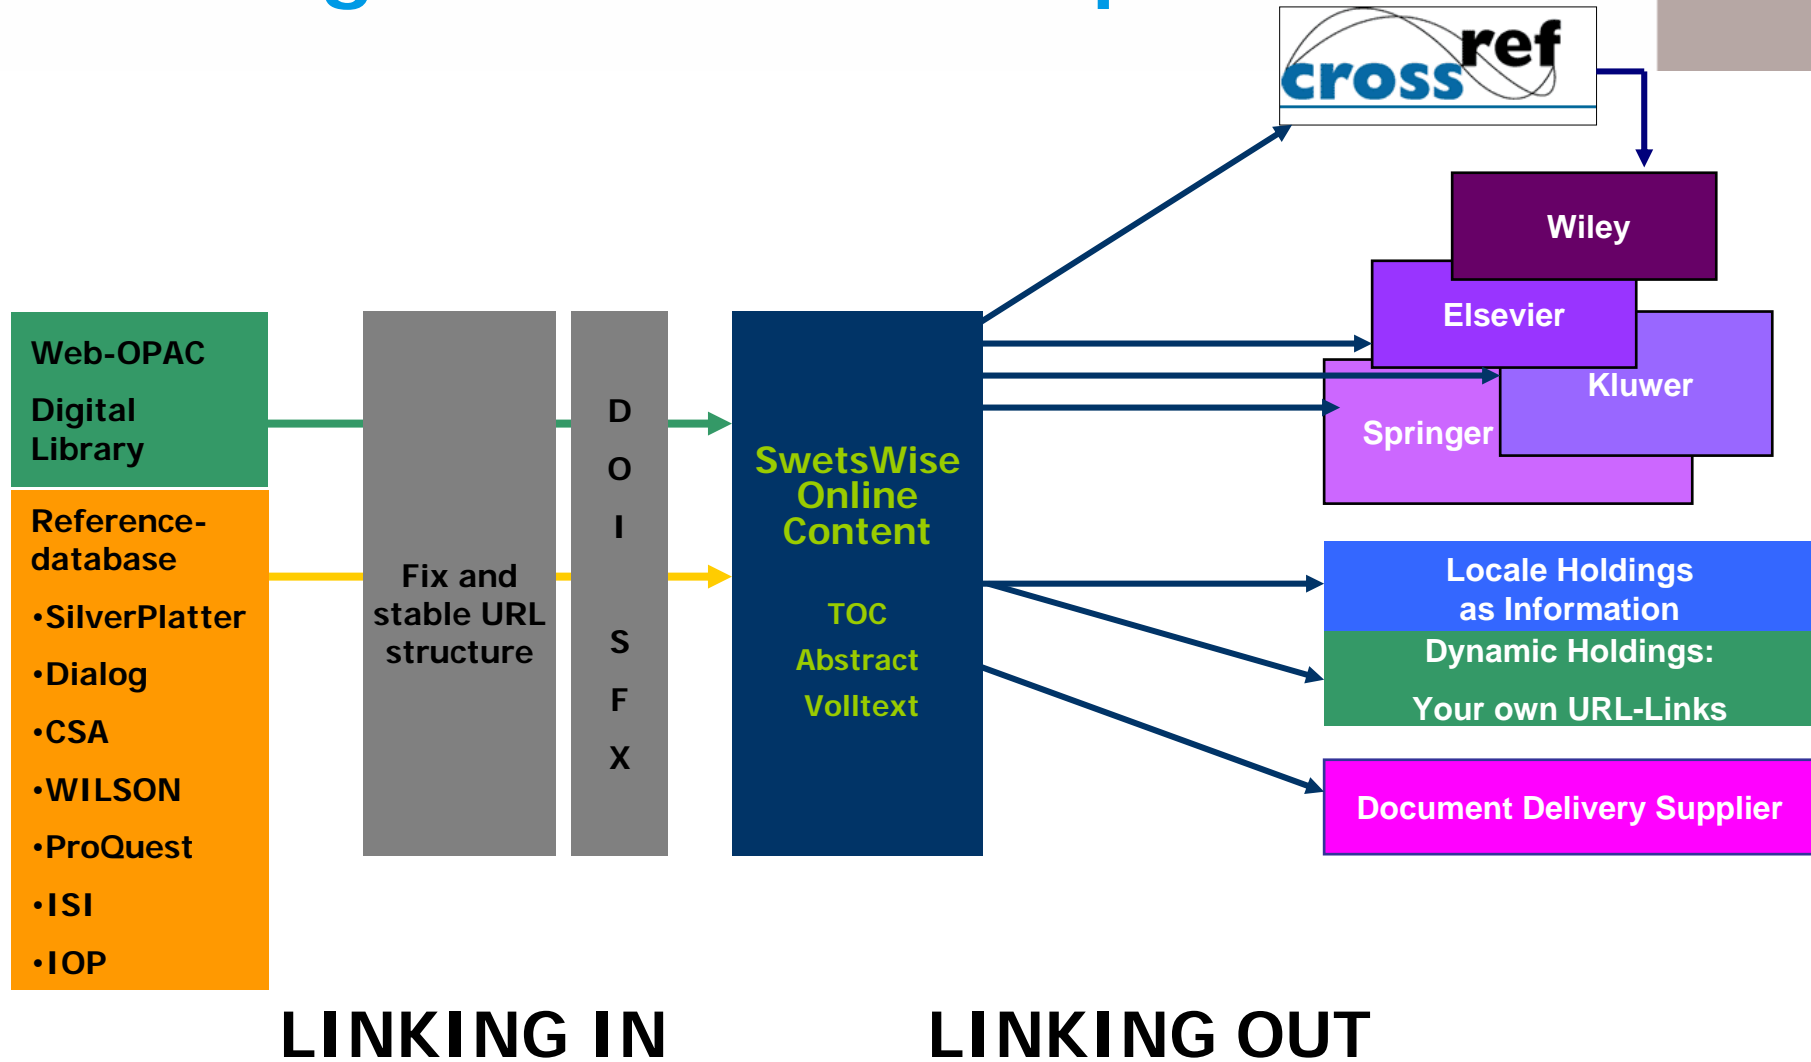 cross
ref
Wiley
Elsevier
Kluwer
Springer
Web-OPAC
Digital
Library
Reference-
database
•SilverPlatter
•Dialog
•CSA
•WILSON
•ProQuest
•ISI
•IOP
Fix and
stable URL
structure
D
O
I
S
F
X
SwetsWise
Online
Content
TOC
Abstract
Volltext
Locale Holdings
as Information
Dynamic Holdings:
Your own URL-Links
Document Delivery Supplier
LINKING IN
LINKING OUT